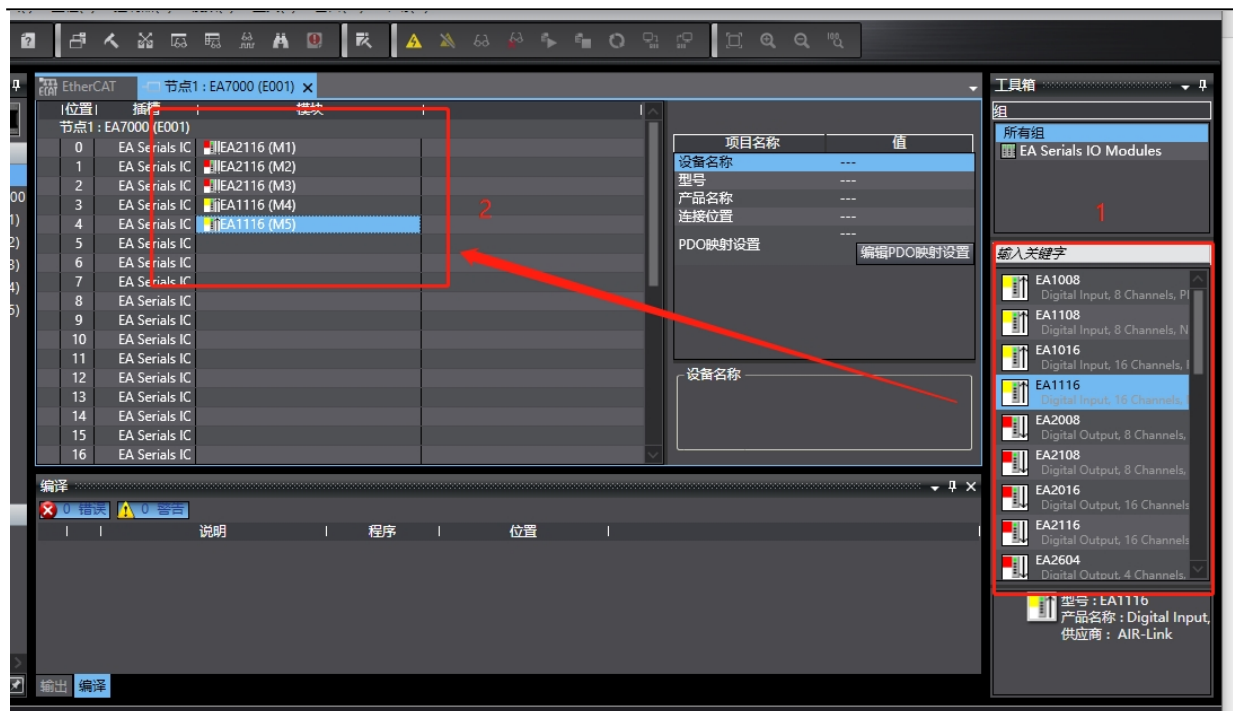 EtherCAT
节点1 : EA7000 (E001)
位置 插槽 模块
节点1 : EA7000 (E001)
0 EA Serials IC EA2116 (M1)
1 EA Serials IC EA2116 (M2)
2 EA Serials IC EA2116 (M3)
3 EA Serials IC EA1116 (M4)
4 EA Serials IC EA1116 (M5)
5 EA Serials IC
6 EA Serials IC
7 EA Serials IC
8 EA Serials IC
9 EA Serials IC
10 EA Serials IC
11 EA Serials IC
12 EA Serials IC
13 EA Serials IC
14 EA Serials IC
15 EA Serials IC
16 EA Serials IC
2
项目名称 值
设备名称 ---
型号 ---
产品名称 ---
连接位置 ---
PDO映射设置 ---
编辑PDO映射设置
设备名称
工具箱
组
所有组
EA Serials IO Modules
1
输入关键字
EA1008
Digital Input, 8 Channels, P
EA1108
Digital Input, 8 Channels, N
EA1016
Digital Input, 16 Channels,
EA1116
Digital Input, 16 Channels,
EA2008
Digital Output, 8 Channels,
EA2108
Digital Output, 8 Channels,
EA2016
Digital Output, 16 Channels
EA2116
Digital Output, 16 Channels
EA2604
Digital Output, 4 Channels,
型号 : EA1116
产品名称 : Digital Input,
供应商 : AIR-Link
编译
0 错误 0 警告
说明 程序 位置
输出 编译